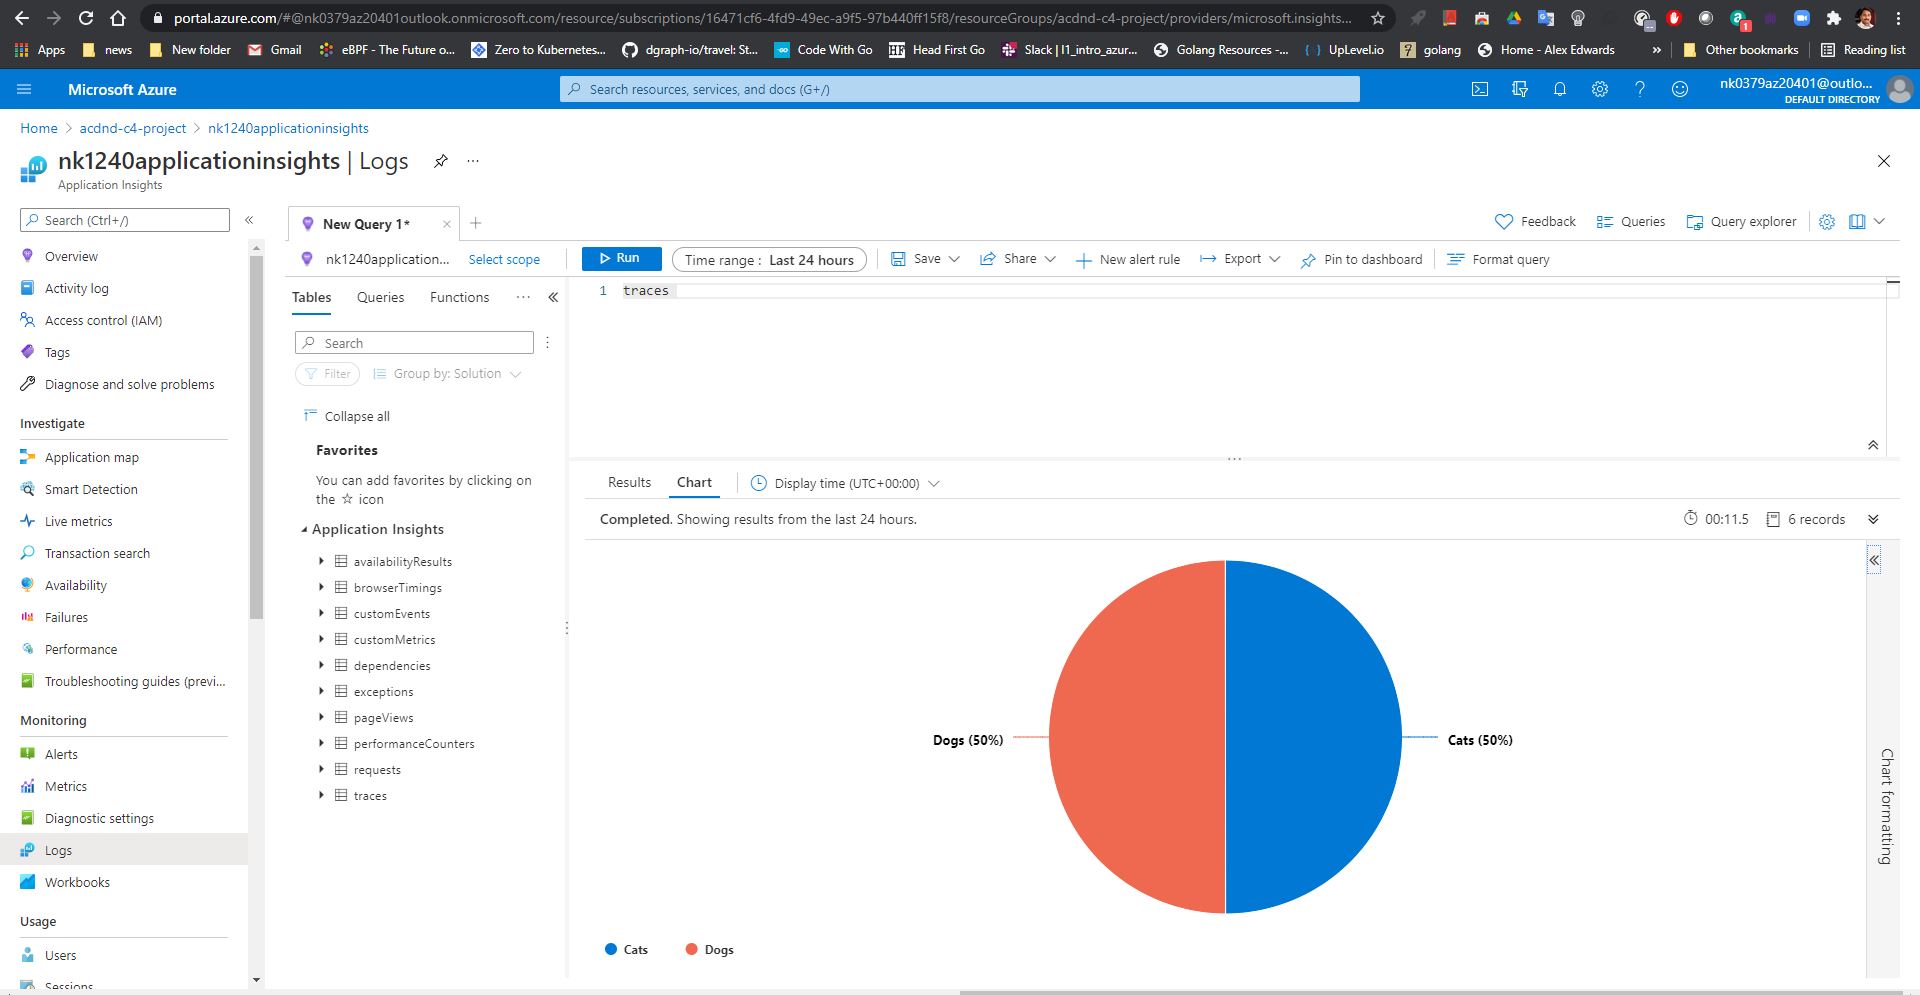 portal.azure.com/#@nk0379az20401outlook.onmicrosoft.com/resource/subscriptions/16471cf6-4fd9-49ec-a9f5-97b440ff15f8/resourceGroups/acdnd-c4-project/providers/microsoft.insights...
Apps news New folder Gmail eBPF - The Future o... Zero to Kubernetes... dgraph-io/travel: St... Code With Go Head First Go Slack | l1_intro_azur... Golang Resources -... UpLevel.io golang Home - Alex Edwards » Other bookmarks Reading list
Microsoft Azure
Search resources, services, and docs (G+/)
nk0379az20401@outlo...
DEFAULT DIRECTORY
Home > acdnd-c4-project > nk1240applicationinsights
nk1240applicationinsights | Logs ...
Application Insights
Search (Ctrl+/) «
Overview
Activity log
Access control (IAM)
Tags
Diagnose and solve problems
Investigate
Application map
Smart Detection
Live metrics
Transaction search
Availability
Failures
Performance
Troubleshooting guides (previ...
Monitoring
Alerts
Metrics
Diagnostic settings
Logs
Workbooks
Usage
Users
Sessions
New Query 1*
Feedback Queries Query explorer
nk1240application... Select scope
Run Time range : Last 24 hours Save Share New alert rule Export Pin to dashboard Format query
Tables Queries Functions ... «
1 traces
Search
Filter Group by: Solution
Collapse all
Favorites
You can add favorites by clicking on
the ☆ icon
Application Insights
availabilityResults
browserTimings
customEvents
customMetrics
dependencies
exceptions
pageViews
performanceCounters
requests
traces
Results Chart Display time (UTC+00:00)
Completed. Showing results from the last 24 hours. 00:11.5 6 records
Dogs (50%)
Cats (50%)
Cats Dogs
Chart formatting